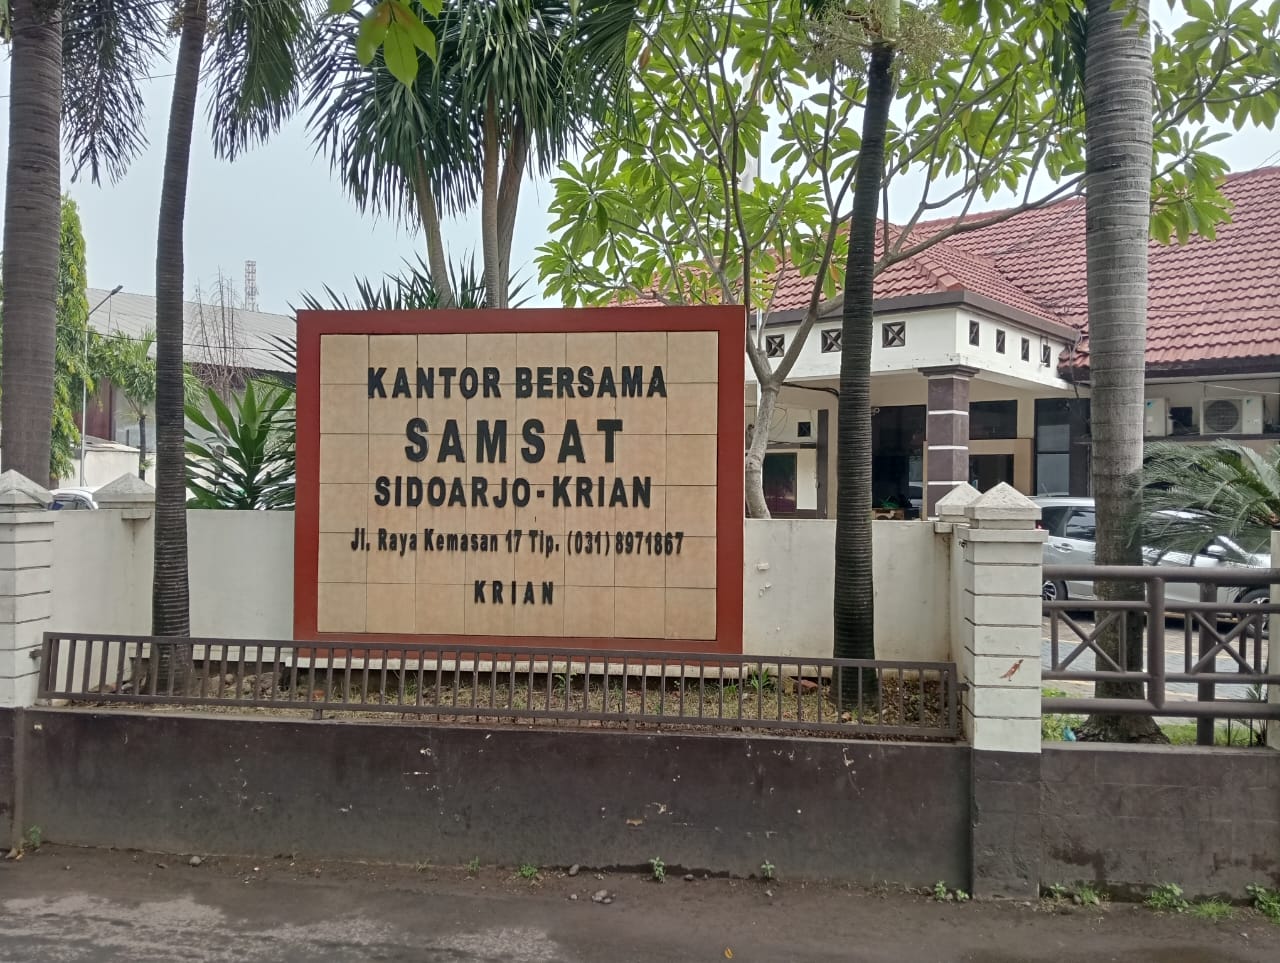 KANTOR BERSAMA
SAMSAT
SIDOARJO-KRIAN
Jl. Raya Kemasan 17 Tlp. (031) 8971867
KRIAN